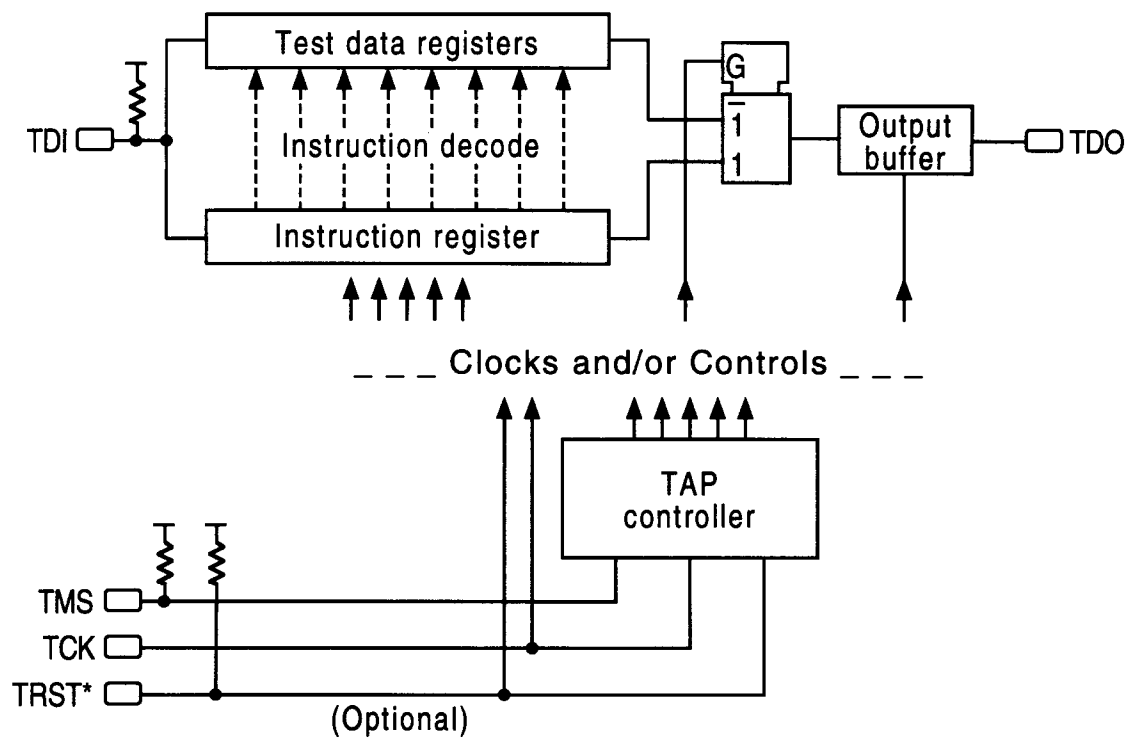 Test data registers
G
TDI
Instruction decode
1
1
Output
buffer
TDO
Instruction register
_ _ _ Clocks and/or Controls _ _ _
TAP
controller
TMS
TCK
TRST*
(Optional)